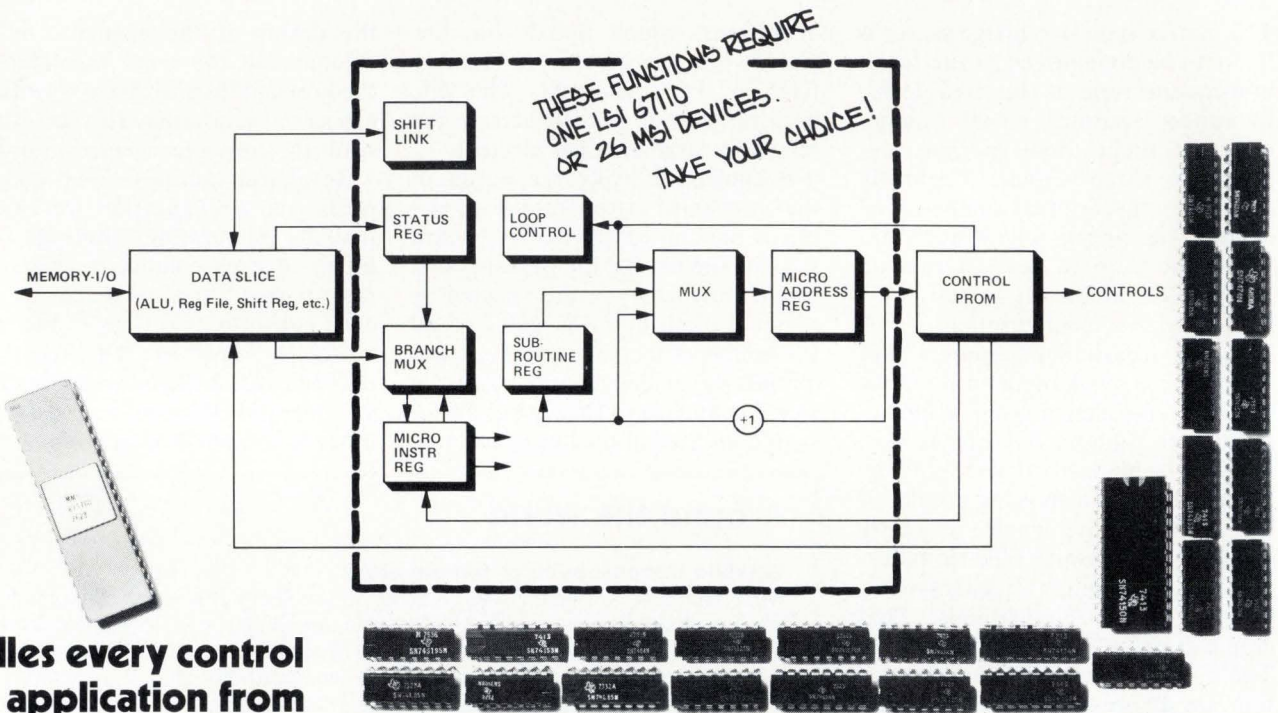 THESE FUNCTIONS REQUIRE
ONE LSI 67110
OR 26 MSI DEVICES.
TAKE YOUR CHOICE!
SHIFT
LINK
STATUS
REG
LOOP
CONTROL
MEMORY-I/O
DATA SLICE
(ALU, Reg File, Shift Reg, etc.)
MUX
MICRO
ADDRESS
REG
CONTROL
PROM
CONTROLS
BRANCH
MUX
SUB-
ROUTINE
REG
+1
MICRO
INSTR
REG
7413
SN74150N
lles every control
application from